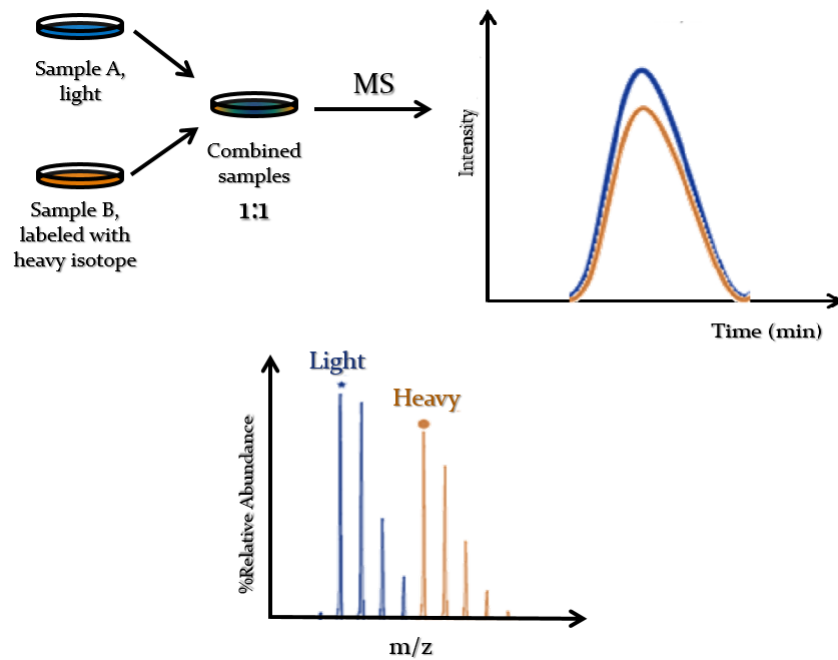 Sample A,
light
Sample B,
labeled with
heavy isotope
Combined
samples
1:1
MS
Intensity
Time (min)
Light
*
Heavy
%Relative Abundance
m/z